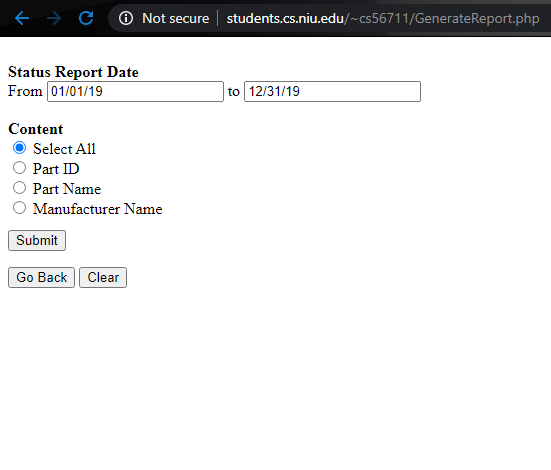 Not secure | students.cs.niu.edu/~cs56711/GenerateReport.php
Status Report Date
From 01/01/19 to 12/31/19
Content
Select All
Part ID
Part Name
Manufacturer Name
Submit
Go Back Clear